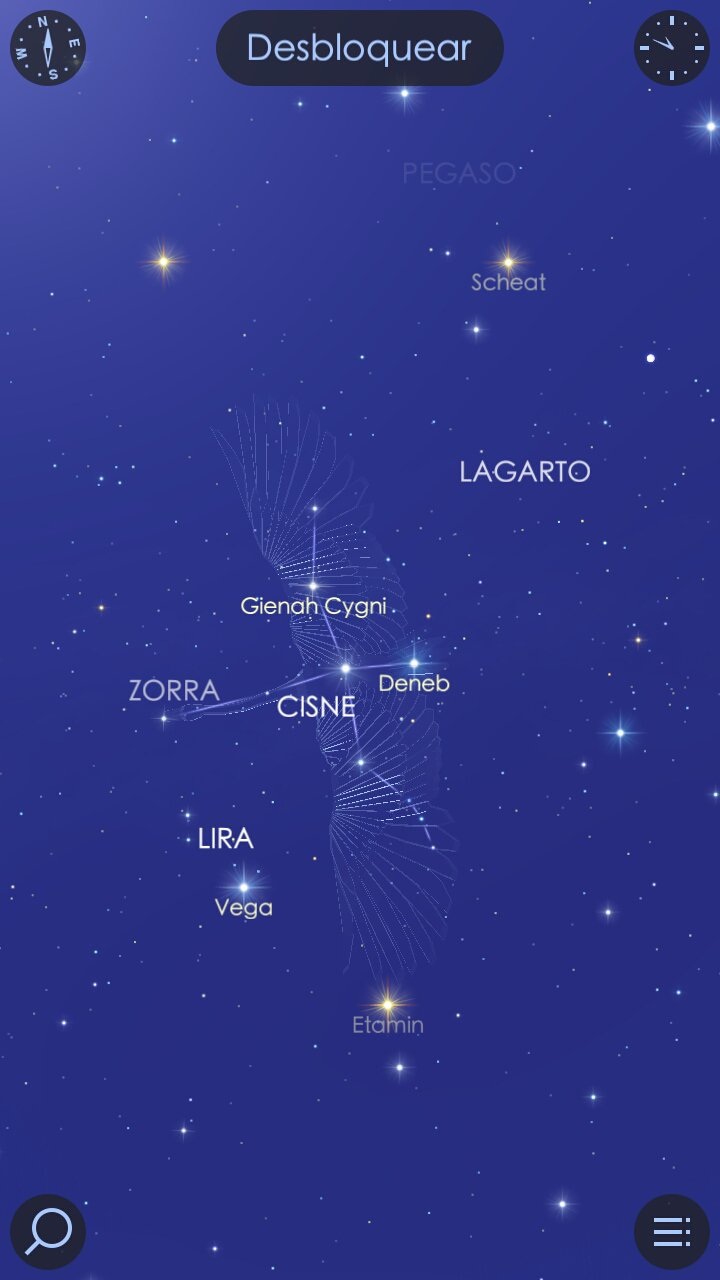 N
E
M
S
Desbloquear
PEGASO
Scheat
LAGARTO
Gienah Cygni
ZORRA
Deneb
CISNE
LIRA
Vega
Etamin